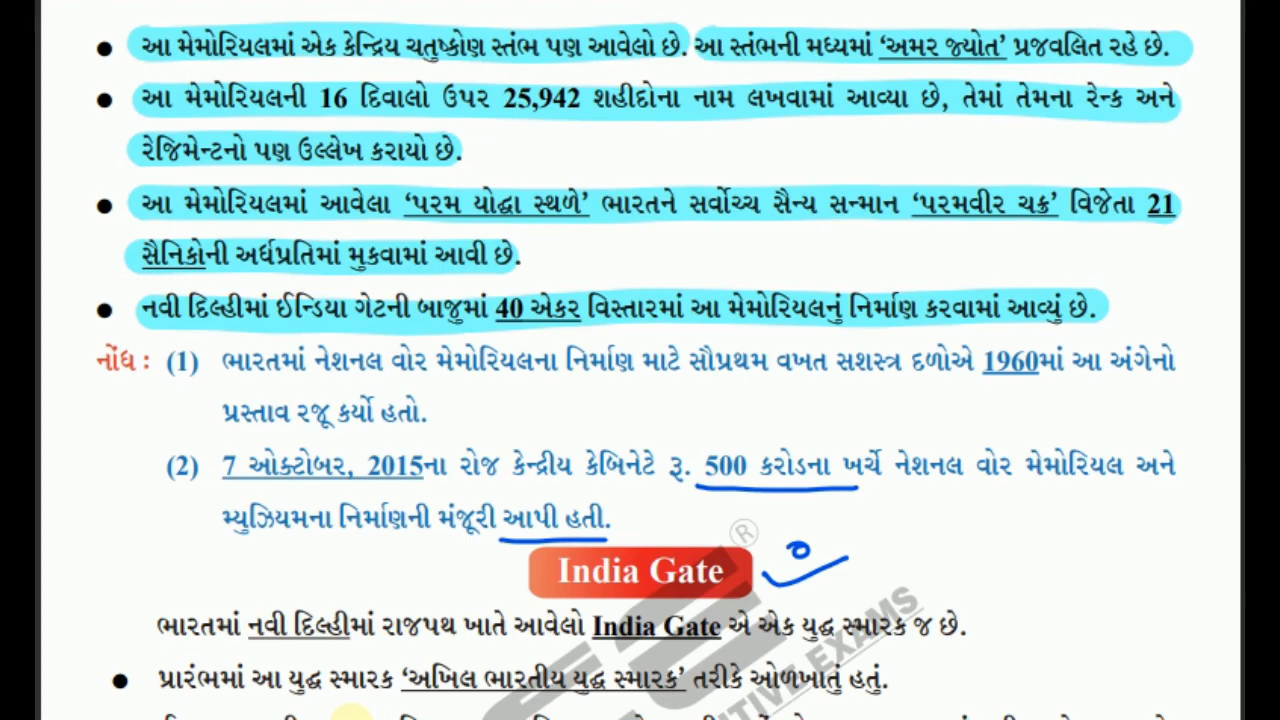 આ મેમોરિયલમાં એક કેન્દ્રિય ચતુષ્કોણ સ્તંભ પણ આવેલો છે. આ સ્તંભની મધ્યમાં ‘અમર જ્યોત’ પ્રજવલિત રહે છે.
આ મેમોરિયલની 16 દિવાલો ઉપર 25,942 શહીદોના નામ લખવામાં આવ્યા છે, તેમાં તેમના રેન્ક અને
રેજિમેન્ટનો પણ ઉલ્લેખ કરાયો છે.
આ મેમોરિયલમાં આવેલા ‘પરમ યોદ્ધા સ્થળે’ ભારતને સર્વોચ્ચ સૈન્ય સન્માન ‘પરમવીર ચક્ર’ વિજેતા 21
સૈનિકોની અર્ધપ્રતિમાં મુકવામાં આવી છે.
નવી દિલ્હીમાં ઈન્ડિયા ગેટની બાજુમાં 40 એકર વિસ્તારમાં આ મેમોરિયલનું નિર્માણ કરવામાં આવ્યું છે.
નોંધ : (1) ભારતમાં નેશનલ વોર મેમોરિયલના નિર્માણ માટે સૌપ્રથમ વખત સશસ્ત્ર દળોએ 1960માં આ અંગેનો
પ્રસ્તાવ રજૂ કર્યો હતો.
(2) 7 ઓક્ટોબર, 2015ના રોજ કેન્દ્રીય કેબિનેટે રૂ. 500 કરોડના ખર્ચે નેશનલ વોર મેમોરિયલ અને
મ્યુઝિયમના નિર્માણની મંજૂરી આપી હતી.
India Gate
ભારતમાં નવી દિલ્હીમાં રાજપથ ખાતે આવેલો India Gate એ એક યુદ્ધ સ્મારક જ છે.
પ્રારંભમાં આ યુદ્ધ સ્મારક ‘અખિલ ભારતીય યુદ્ધ સ્મારક’ તરીકે ઓળખાતું હતું.